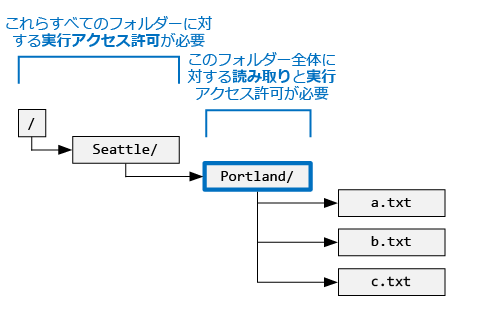 これらすべてのフォルダーに対
する実行アクセス許可が必要
このフォルダー全体に
対する読み取りと実行
アクセス許可が必要
/
Seattle/
Portland/
a.txt
b.txt
c.txt